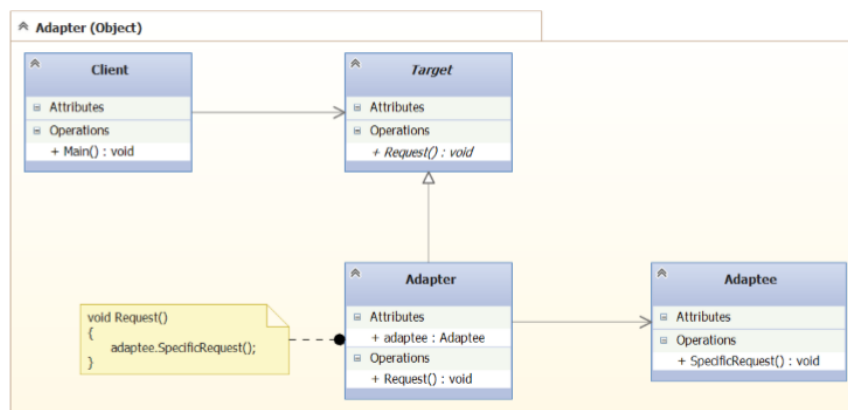 Adapter (Object)
Client
Attributes
Operations
+ Main() : void
Target
Attributes
Operations
+ Request() : void
void Request()
{
adaptee.SpecificRequest();
}
Adapter
Attributes
+ adaptee : Adaptee
Operations
+ Request() : void
Adaptee
Attributes
Operations
+ SpecificRequest() : void